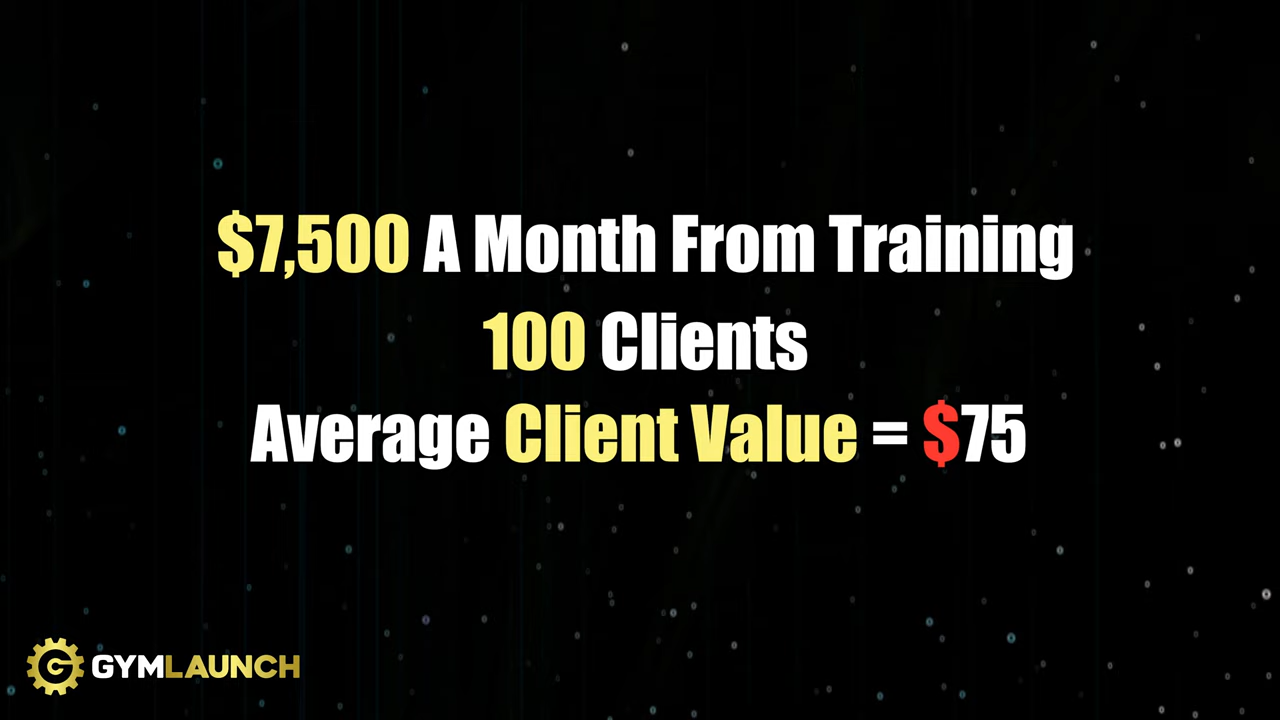 $7,500 A Month From Training
100 Clients
Average Client Value = $75
GYMLAUNCH